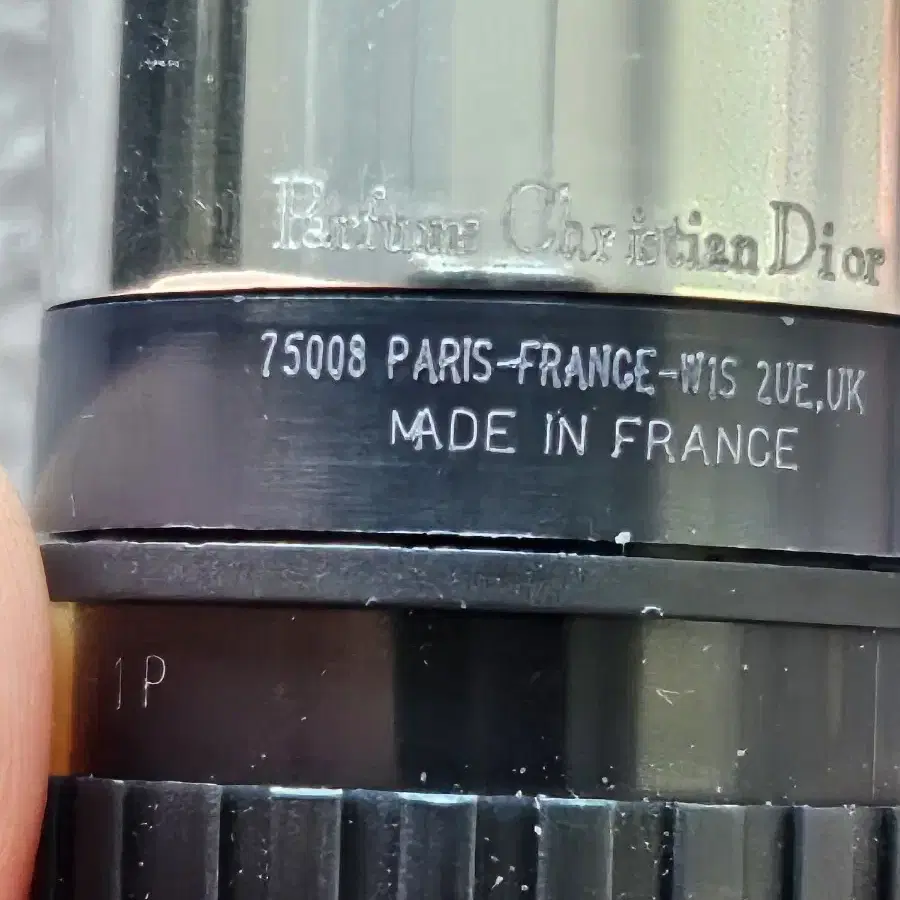 Parfums Christian Dior
75008 PARIS-FRANCE-W1S 2UE,UK
MADE IN FRANCE
1P